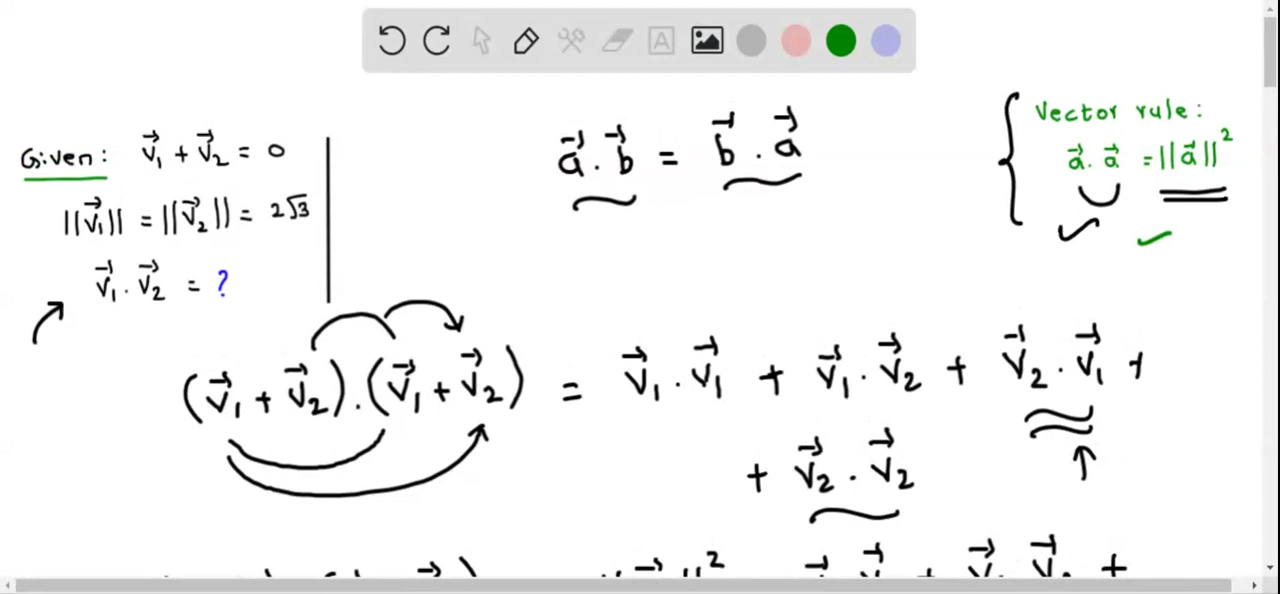 Given: v⃗₁ + v⃗₂ = 0
||v⃗₁|| = ||v⃗₂|| = 2√3
v⃗₁ . v⃗₂ = ?
a⃗ . b⃗ = b⃗ . a⃗
Vector rule:
a⃗ . a⃗ = ||a⃗||²
(v⃗₁ + v⃗₂) . (v⃗₁ + v⃗₂) = v⃗₁ . v⃗₁ + v⃗₁ . v⃗₂ + v⃗₂ . v⃗₁ +
+ v⃗₂ . v⃗₂